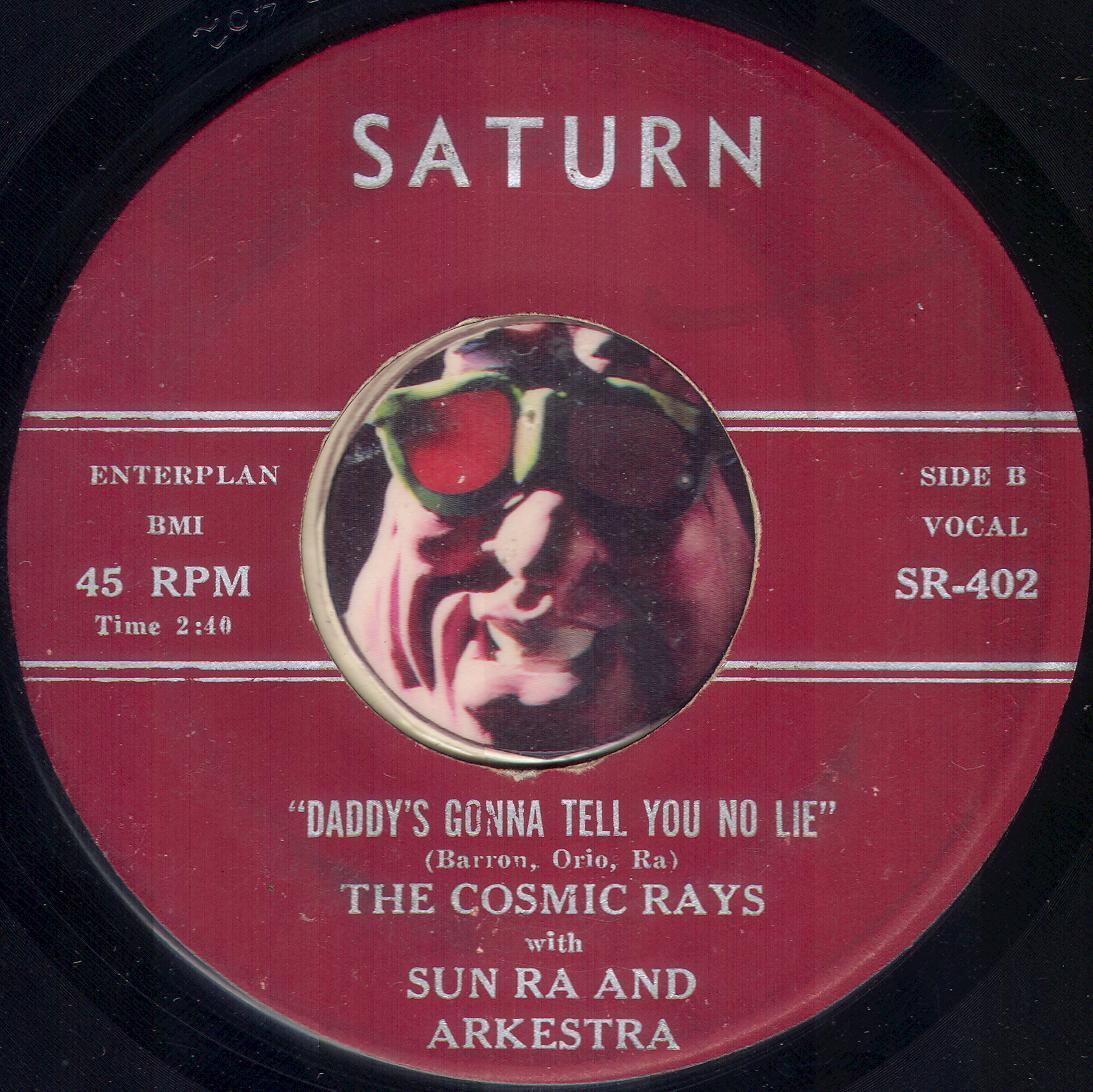 SATURN
ENTERPLAN
BMI
45 RPM
Time 2:40
SIDE B
VOCAL
SR-402
“DADDY'S GONNA TELL YOU NO LIE”
(Barron, Orio, Ra)
THE COSMIC RAYS
with
SUN RA AND
ARKESTRA